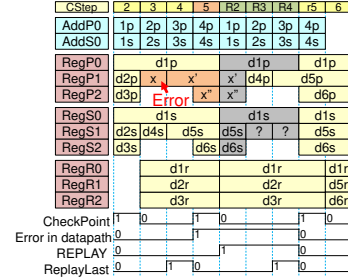 CStep 2 3 4 5 R2 R3 R4 r5 6
AddP0 1p 2p 3p 4p 1p 2p 3p 4p
AddS0 1s 2s 3s 4s 1s 2s 3s 4s
RegP0 d1p d1p d1p
RegP1 d2p x x' x' d4p d5p
RegP2 d3p x" x" d6p
Error
RegS0 d1s d1s d1s
RegS1 d2s d4s d5s d5s ? ? d5s
RegS2 d3s d6s d6s d6s
RegR0 d1r d1r d1r
RegR1 d2r d2r d5r
RegR2 d3r d3r d6r
CheckPoint 1 0 1 0 1 0
Error in datapath 0 1 0
REPLAY 0 1 0
ReplayLast 0 1 0 1 0